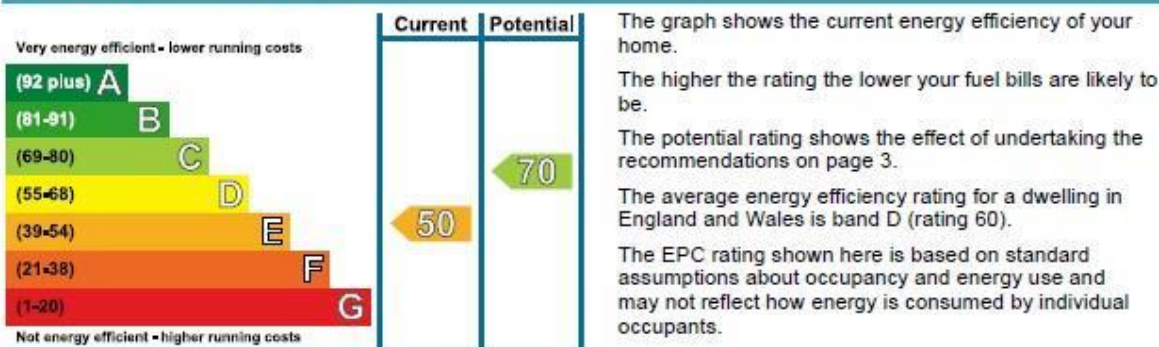 Current Potential
Very energy efficient - lower running costs
(92 plus) A
(81-91) B
(69-80) C
(55-68) D
(39-54) E
(21-38) F
(1-20) G
Not energy efficient - higher running costs
50
70
The graph shows the current energy efficiency of your
home.
The higher the rating the lower your fuel bills are likely to
be.
The potential rating shows the effect of undertaking the
recommendations on page 3.
The average energy efficiency rating for a dwelling in
England and Wales is band D (rating 60).
The EPC rating shown here is based on standard
assumptions about occupancy and energy use and
may not reflect how energy is consumed by individual
occupants.